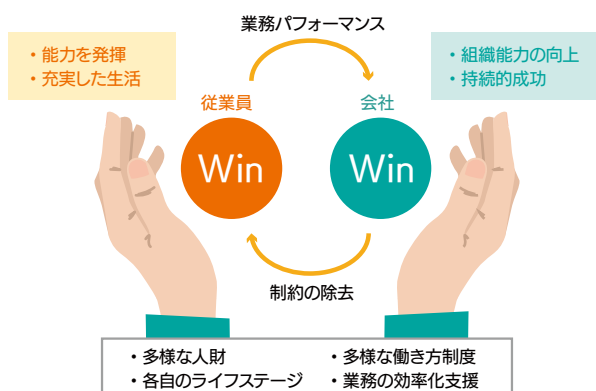 業務パフォーマンス
・能力を発揮
・充実した生活
・組織能力の向上
・持続的成功
従業員
会社
Win
Win
制約の除去
・多様な人財
・各自のライフステージ
・多様な働き方制度
・業務の効率化支援